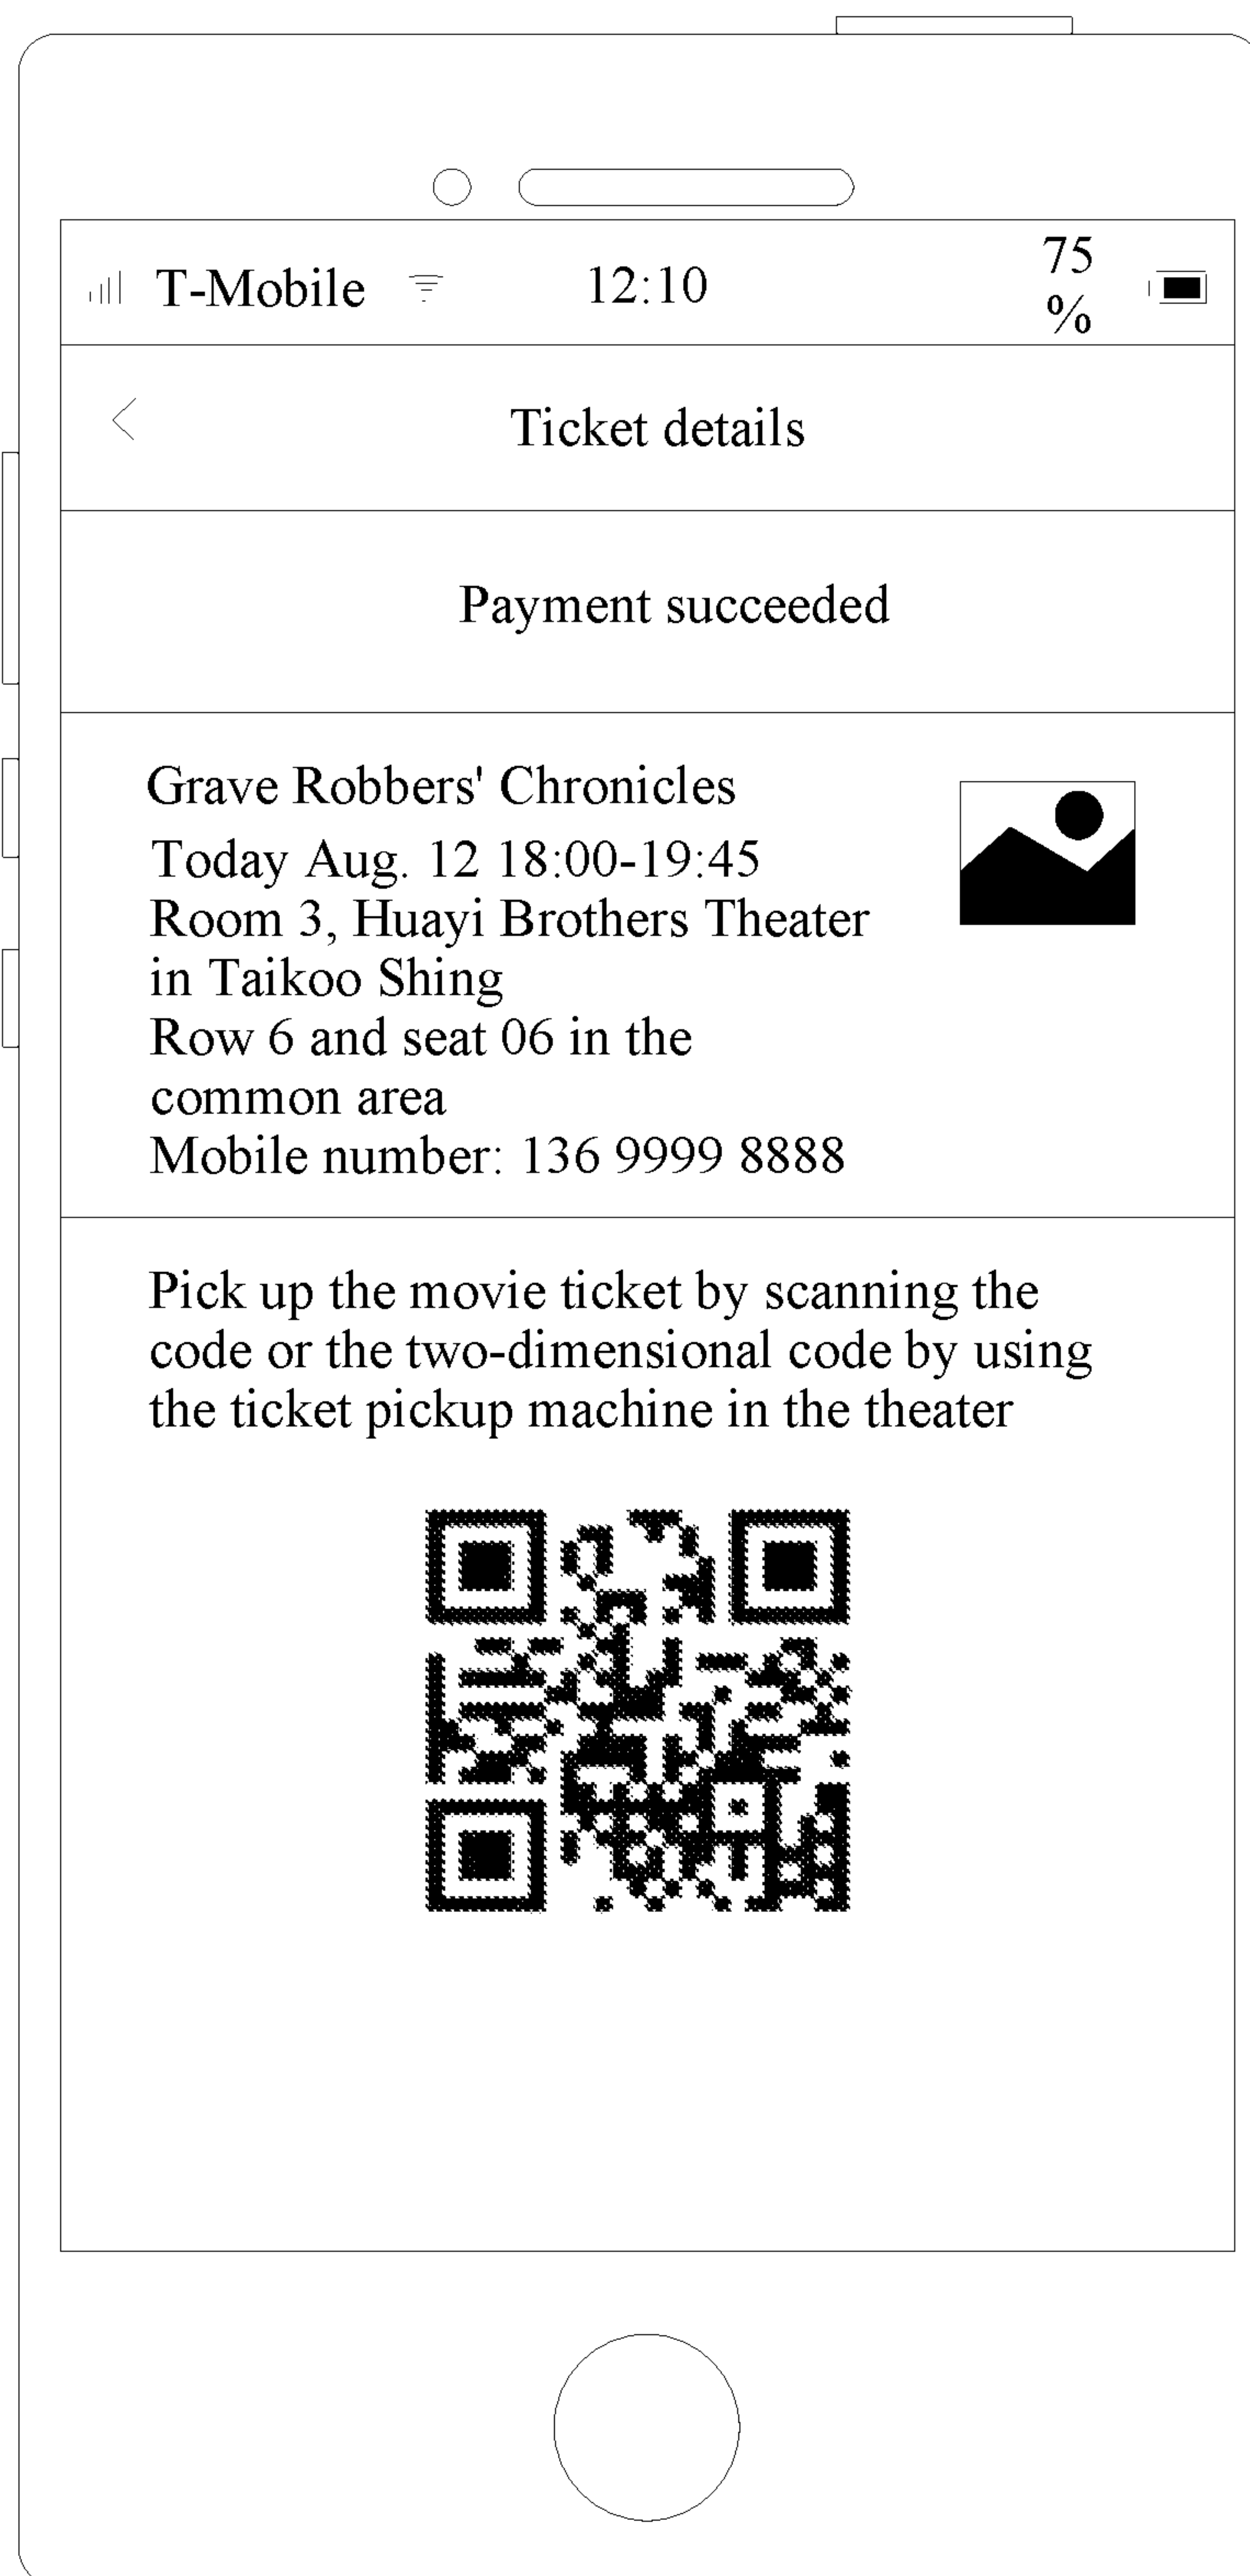 T-Mobile 12:10 75
%
Ticket details
Payment succeeded
Grave Robbers' Chronicles
Today Aug. 12 18:00-19:45
Room 3, Huayi Brothers Theater
in Taikoo Shing
Row 6 and seat 06 in the
common area
Mobile number: 136 9999 8888
Pick up the movie ticket by scanning the
code or the two-dimensional code by using
the ticket pickup machine in the theater